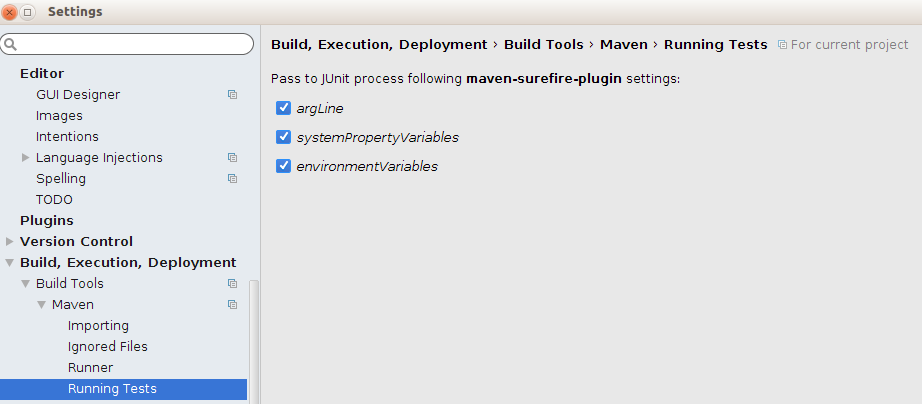 Settings
Editor
GUI Designer
Images
Intentions
Language Injections
Spelling
TODO
Plugins
Version Control
Build, Execution, Deployment
Build Tools
Maven
Importing
Ignored Files
Runner
Running Tests
Build, Execution, Deployment › Build Tools › Maven › Running Tests For current project
Pass to JUnit process following maven-surefire-plugin settings:
argLine
systemPropertyVariables
environmentVariables